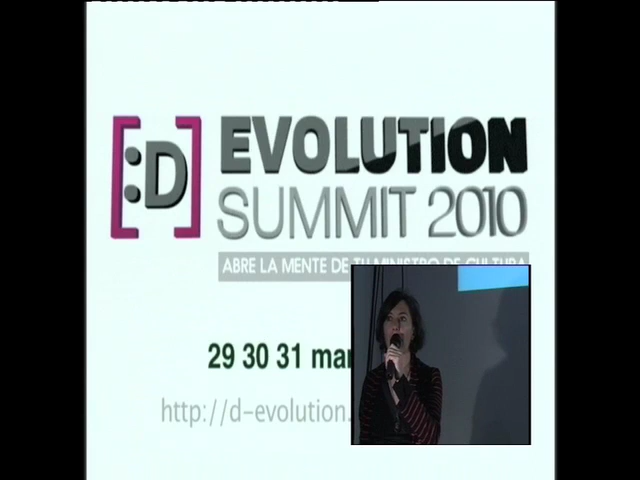 [:D] EVOLUTION
SUMMIT 2010
ABRE LA MENTE DE TU MINISTRO DE CULTURA
29 30 31 mar
http://d-evolution.